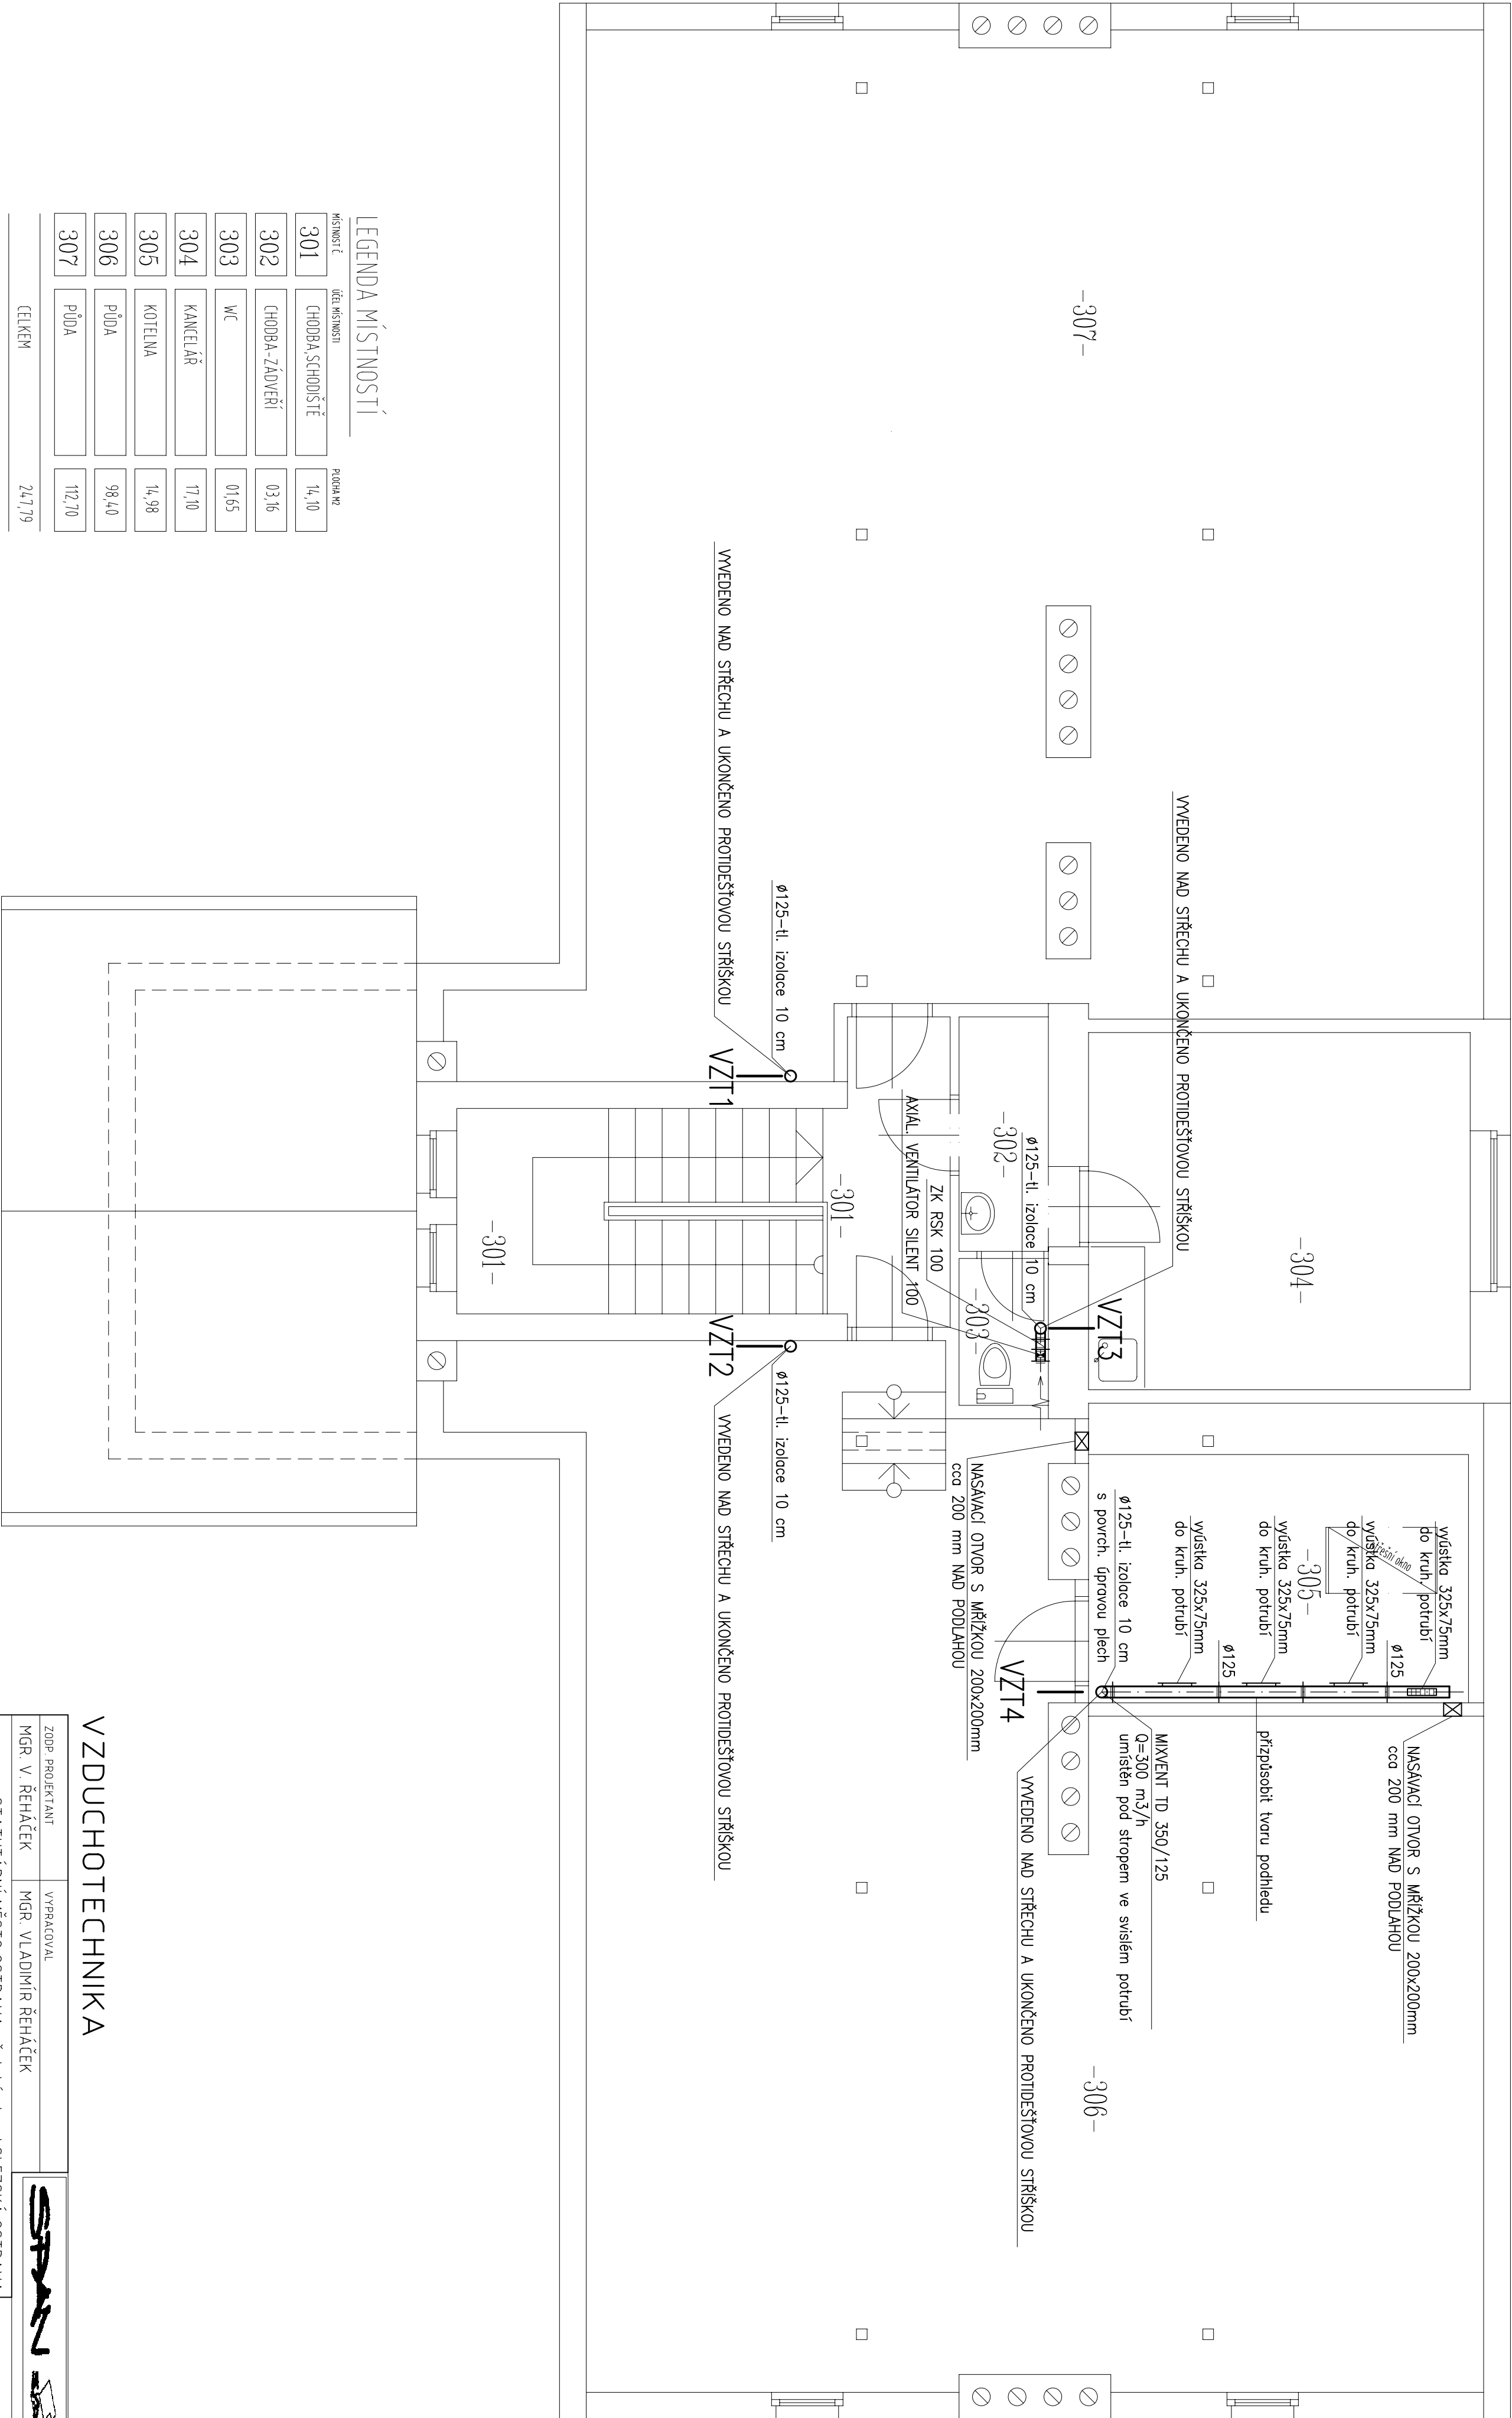 -307-
VYVEDENO NAD STŘECHU A UKONČENO PROTIDEŠŤOVOU STŘÍŠKOU
-304-
VZT3
ø125-tl. izolace 10 cm
-302-
ZK RSK 100
AXIÁL. VENTILÁTOR SILENT 100
-303-
-301-
-301-
ø125-tl. izolace 10 cm
VZT1
VYVEDENO NAD STŘECHU A UKONČENO PROTIDEŠŤOVOU STŘÍŠKOU
ø125-tl. izolace 10 cm
VZT2
VYVEDENO NAD STŘECHU A UKONČENO PROTIDEŠŤOVOU STŘÍŠKOU
vyústka 325x75mm
do kruh. potrubí
střešní okno
vyústka 325x75mm
do kruh. potrubí
-305-
vyústka 325x75mm
do kruh. potrubí
vyústka 325x75mm
do kruh. potrubí
ø125
ø125
ø125-tl. izolace 10 cm
s povrch. úpravou plech
NASÁVACÍ OTVOR S MŘÍŽKOU 200x200mm
cca 200 mm NAD PODLAHOU
VZT4
NASÁVACÍ OTVOR S MŘÍŽKOU 200x200mm
cca 200 mm NAD PODLAHOU
přizpůsobit tvaru podhledu
MIXVENT TD 350/125
Q=300 m3/h
umístěn pod stropem ve svislém potrubí
VYVEDENO NAD STŘECHU A UKONČENO PROTIDEŠŤOVOU STŘÍŠKOU
-306-
LEGENDA MÍSTNOSTÍ
MÍSTNOST Č. ÚČEL MÍSTNOSTI PLOCHA M2
301 CHODBA,SCHODIŠTĚ 14,10
302 CHODBA-ZÁDVEŘÍ 03,16
303 WC 01,65
304 KANCELÁŘ 17,10
305 KOTELNA 14,98
306 PŮDA 98,40
307 PŮDA 112,70
CELKEM 247,79
VZDUCHOTECHNIKA
ZODP. PROJEKTANT VYPRACOVAL
MGR. V. ŘEHÁČEK MGR. VLADIMÍR ŘEHÁČEK
SPAN